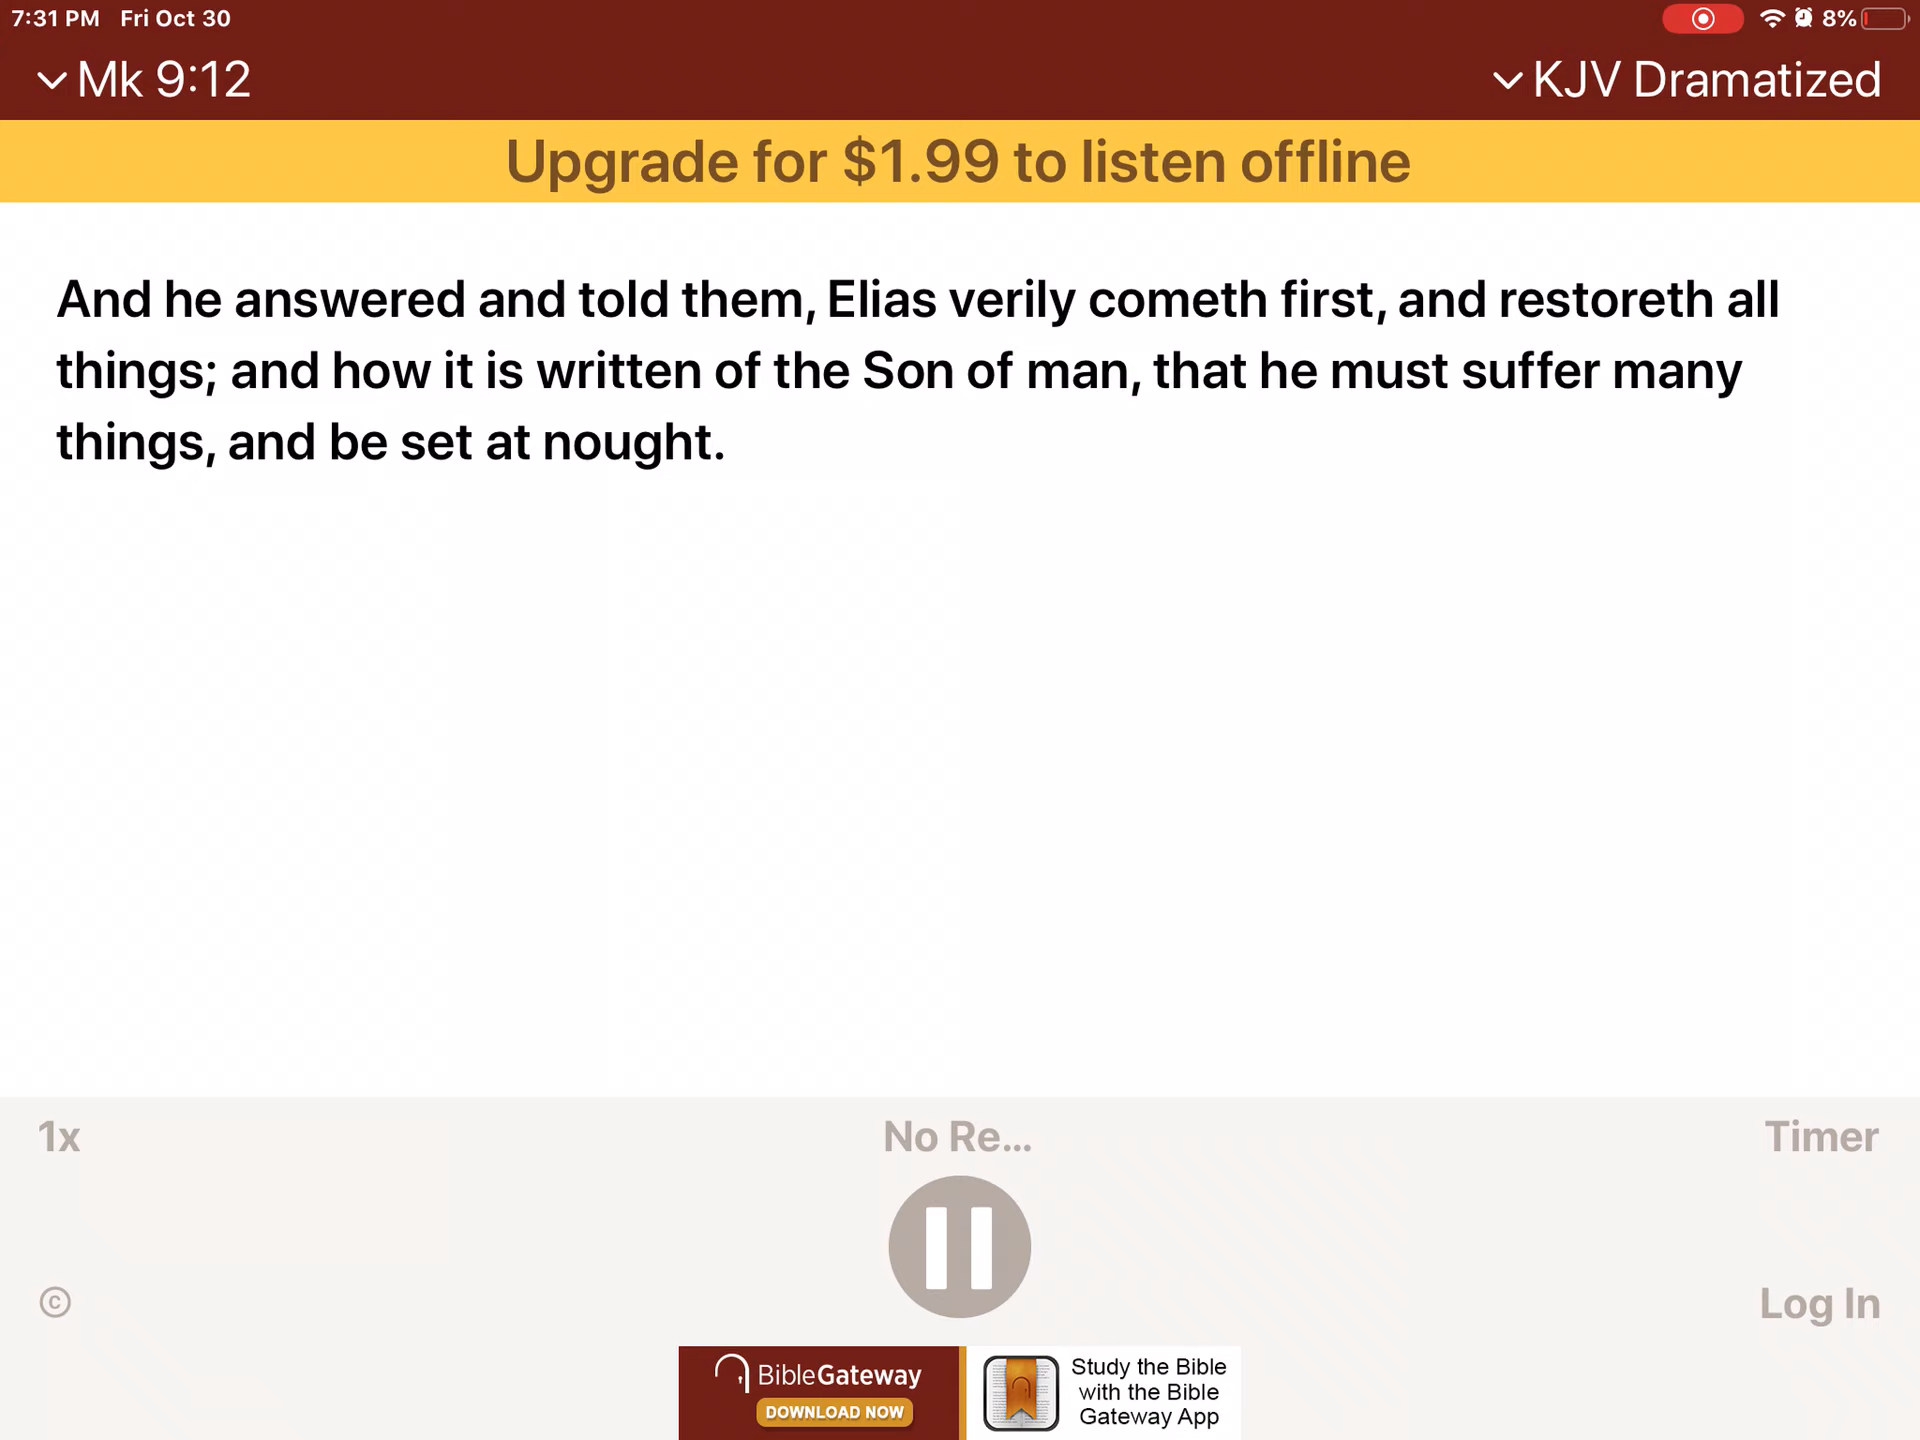 7:31 PM Fri Oct 30 8%
Mk 9:12 KJV Dramatized
Upgrade for $1.99 to listen offline
And he answered and told them, Elias verily cometh first, and restoreth all
things; and how it is written of the Son of man, that he must suffer many
things, and be set at nought.
1x No Re... Timer
© Log In
BibleGateway
DOWNLOAD NOW
Study the Bible
with the Bible
Gateway App